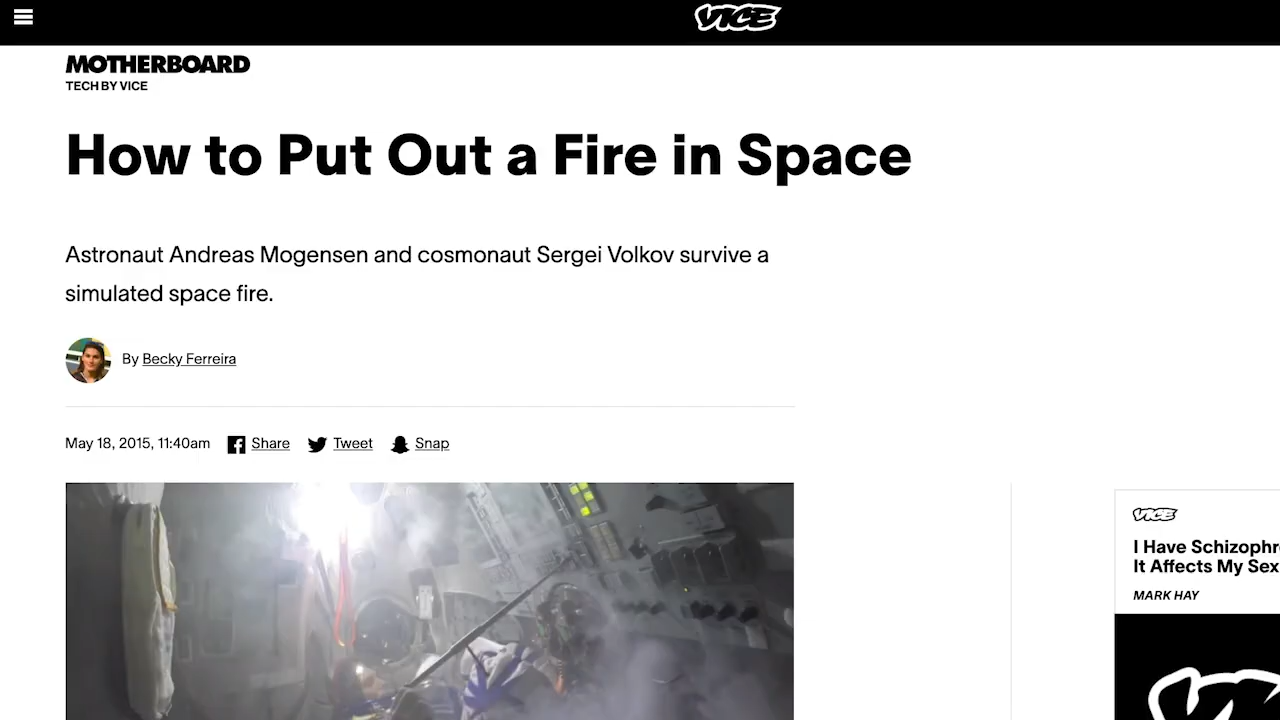 VICE
MOTHERBOARD
TECH BY VICE
How to Put Out a Fire in Space
Astronaut Andreas Mogensen and cosmonaut Sergei Volkov survive a
simulated space fire.
By Becky Ferreira
May 18, 2015, 11:40am Share Tweet Snap
VICE
I Have Schizophr
It Affects My Sex
MARK HAY